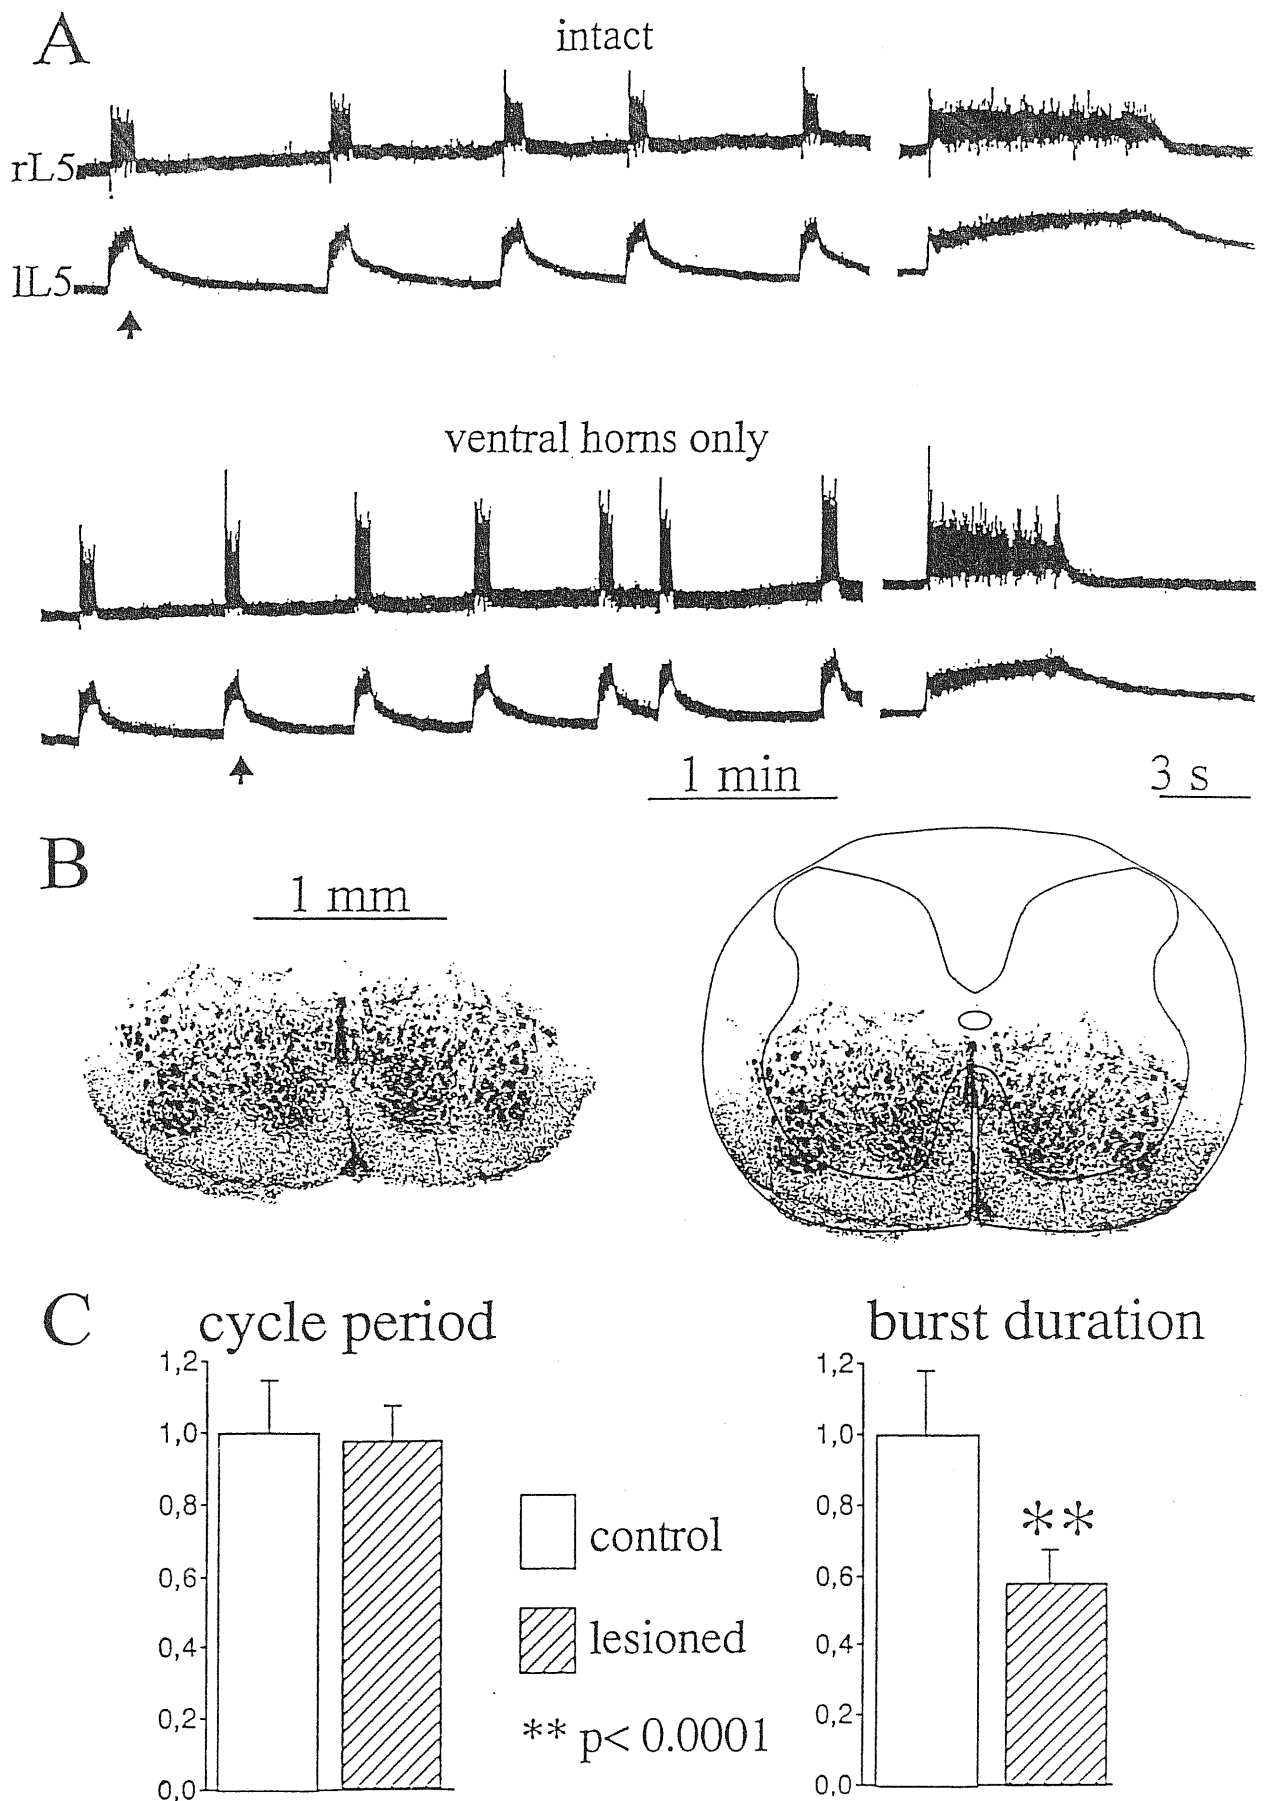 A
intact
rL5
lL5
ventral horns only
1 min
3 s
B
1 mm
C
cycle period
burst duration
1,2
1,0
0,8
0,6
0,4
0,2
0,0
control
lesioned
** p< 0.0001
1,2
1,0
0,8
0,6
0,4
0,2
0,0
**